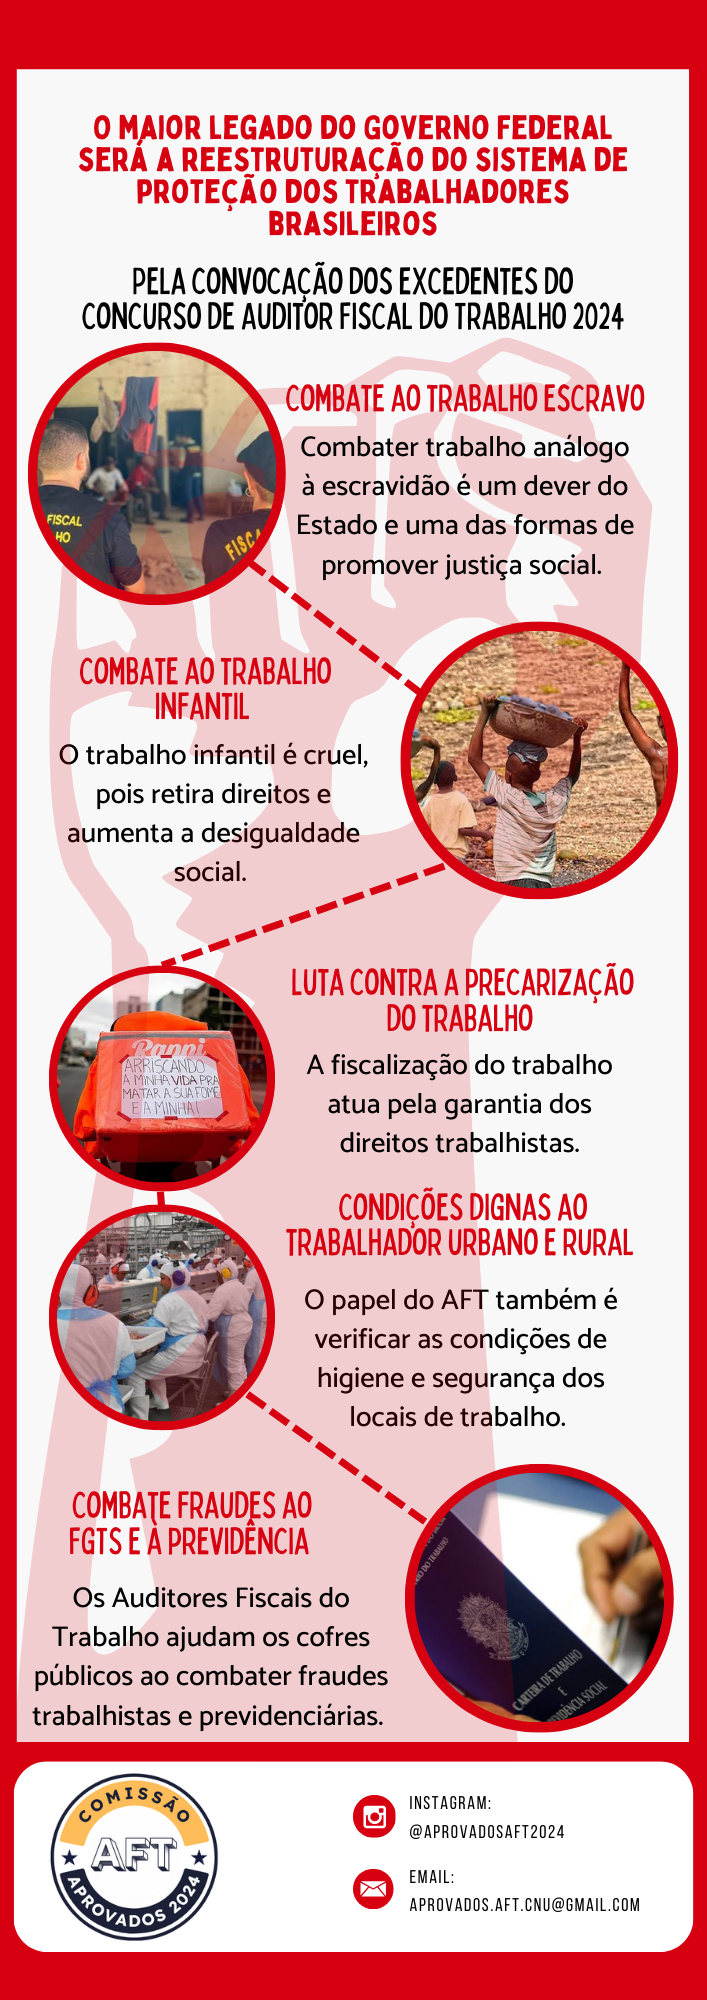 O MAIOR LEGADO DO GOVERNO FEDERAL
SERÁ A REESTRUTURAÇÃO DO SISTEMA DE
PROTEÇÃO DOS TRABALHADORES
BRASILEIROS
PELA CONVOCAÇÃO DOS EXCEDENTES DO
CONCURSO DE AUDITOR FISCAL DO TRABALHO 2024
FISCAL
HO
FISCA
COMBATE AO TRABALHO ESCRAVO
Combater trabalho análogo
à escravidão é um dever do
Estado e uma das formas de
promover justiça social.
COMBATE AO TRABALHO
INFANTIL
O trabalho infantil é cruel,
pois retira direitos e
aumenta a desigualdade
social.
Rappi
ARRISCANDO
A MINHA VIDA PRA
MATAR A SUA FOME
E A MINHA!
LUTA CONTRA A PRECARIZAÇÃO
DO TRABALHO
A fiscalização do trabalho
atua pela garantia dos
direitos trabalhistas.
CONDIÇÕES DIGNAS AO
TRABALHADOR URBANO E RURAL
O papel do AFT também é
verificar as condições de
higiene e segurança dos
locais de trabalho.
COMBATE FRAUDES AO
FGTS E À PREVIDÊNCIA
Os Auditores Fiscais do
Trabalho ajudam os cofres
públicos ao combater fraudes
trabalhistas e previdenciárias.
DO TRABALHO
CARTEIRA DE TRABALHO
E
VIDÊNCIA SOCIAL
COMISSÃO
AFT
APROVADOS 2024
INSTAGRAM:
@APROVADOSAFT2024
EMAIL:
APROVADOS.AFT.CNU@GMAIL.COM